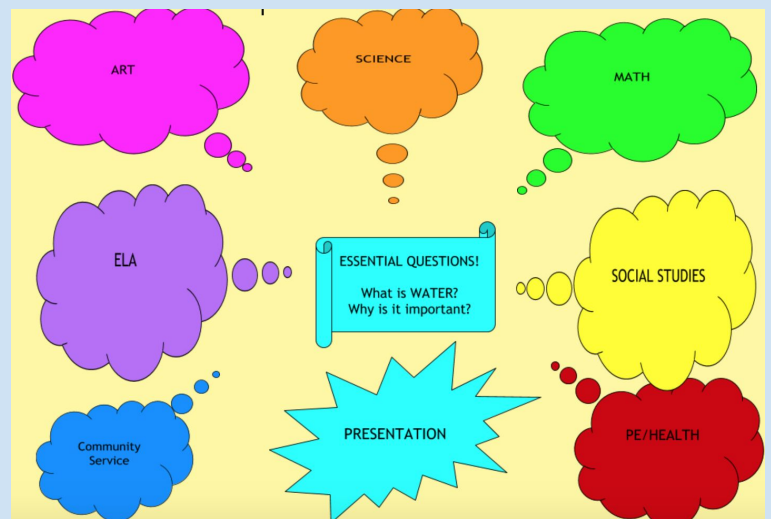 ART
SCIENCE
MATH
ELA
ESSENTIAL QUESTIONS!
What is WATER?
Why is it important?
SOCIAL STUDIES
Community
Service
PRESENTATION
PE/HEALTH